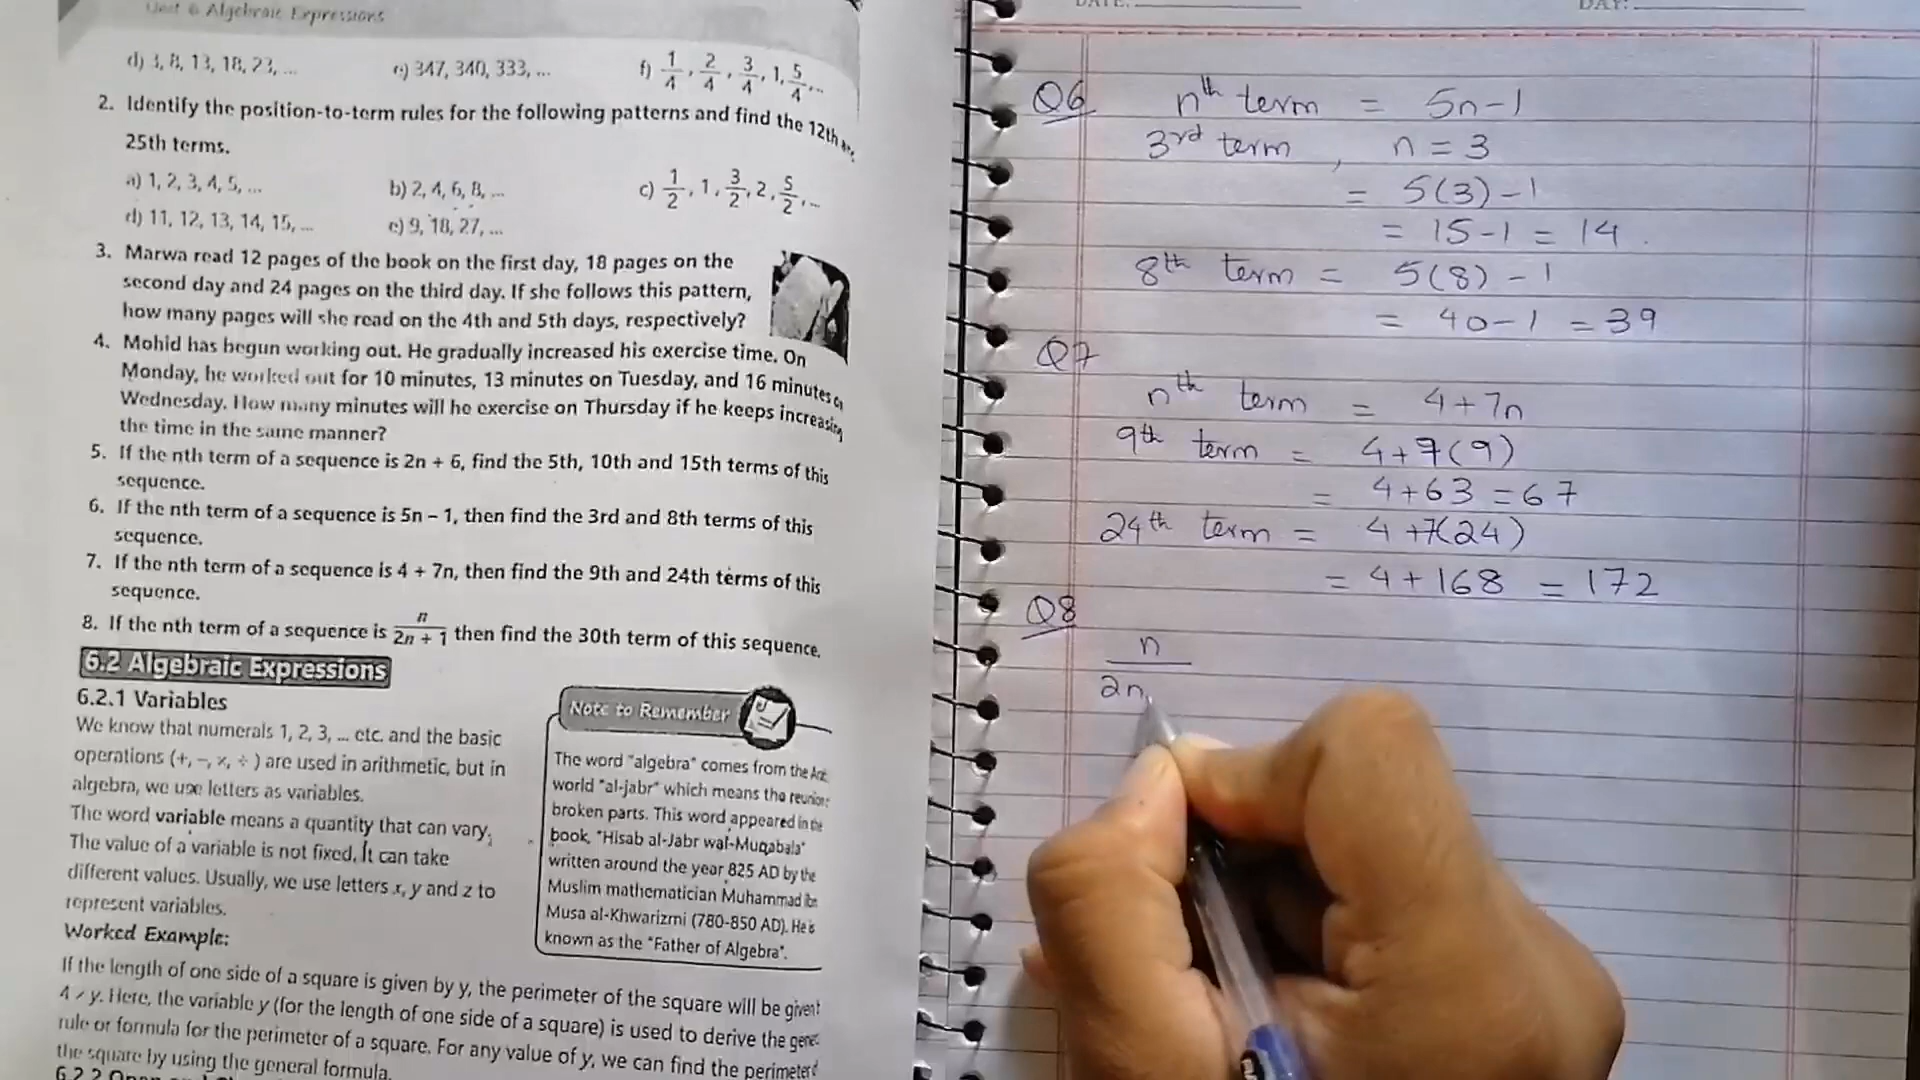 Unit 6 Algebraic Expressions
d) 3, 8, 13, 18, 23, ...
e) 347, 340, 333, ...
f) 1/4, 2/4, 3/4, 1, 5/4, ...
2. Identify the position-to-term rules for the following patterns and find the 12th
25th terms.
a) 1, 2, 3, 4, 5, ...
b) 2, 4, 6, 8, ...
c) 1/2, 1, 3/2, 2, 5/2, ...
d) 11, 12, 13, 14, 15, ...
e) 9, 18, 27, ...
3. Marwa read 12 pages of the book on the first day, 18 pages on the
second day and 24 pages on the third day. If she follows this pattern,
how many pages will she read on the 4th and 5th days, respectively?
4. Mohid has begun working out. He gradually increased his exercise time. On
Monday, he worked out for 10 minutes, 13 minutes on Tuesday, and 16 minutes
Wednesday. How many minutes will he exercise on Thursday if he keeps increasing
the time in the same manner?
5. If the nth term of a sequence is 2n + 6, find the 5th, 10th and 15th terms of this
sequence.
6. If the nth term of a sequence is 5n – 1, then find the 3rd and 8th terms of this
sequence.
7. If the nth term of a sequence is 4 + 7n, then find the 9th and 24th terms of this
sequence.
8. If the nth term of a sequence is n/(2n + 1) then find the 30th term of this sequence.
6.2 Algebraic Expressions
6.2.1 Variables
We know that numerals 1, 2, 3, ... etc. and the basic
operations (+, –, ×, ÷ ) are used in arithmetic, but in
algebra, we use letters as variables.
The word variable means a quantity that can vary.
The value of a variable is not fixed. It can take
different values. Usually, we use letters x, y and z to
represent variables.
Worked Example:
Note to Remember
The word "algebra" comes from the
world "al-jabr" which means the reunion
broken parts. This word appeared in the
book, "Hisab al-Jabr wal-Muqabala"
written around the year 825 AD by the
Muslim mathematician Muhammad ibn
Musa al-Khwarizmi (780-850 AD). He is
known as the "Father of Algebra".
If the length of one side of a square is given by y, the perimeter of the square will be given
4 × y. Here, the variable y (for the length of one side of a square) is used to derive the
rule or formula for the perimeter of a square. For any value of y, we can find the perimeter
the square by using the general formula.
DATE:
DAY:
Q6 nth term = 5n-1
3rd term, n = 3
= 5(3)-1
= 15-1 = 14.
8th term = 5(8)-1
= 40-1 = 39
Q7
nth term = 4+7n
9th term = 4+7(9)
= 4+63 = 67
24th term = 4+7(24)
= 4+168 = 172
Q8
n
2n